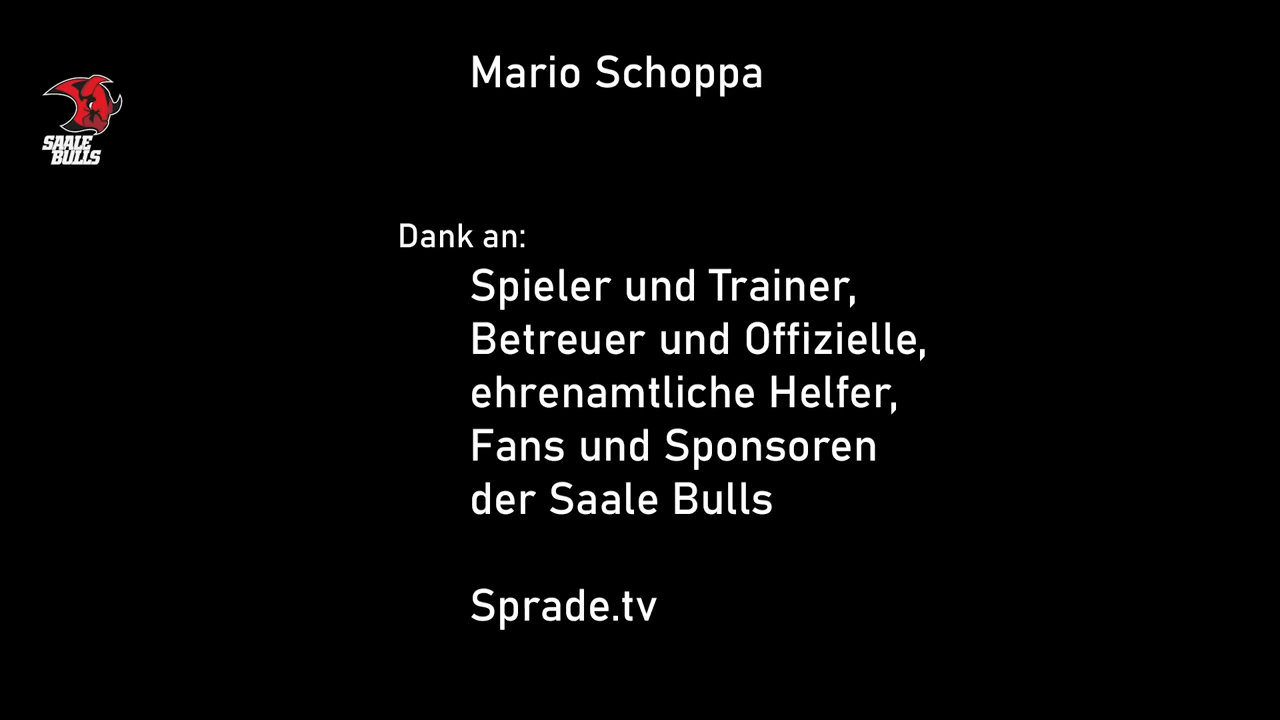 Mario Schoppa
SAALE
BULLS
Dank an:
Spieler und Trainer,
Betreuer und Offizielle,
ehrenamtliche Helfer,
Fans und Sponsoren
der Saale Bulls
Sprade.tv